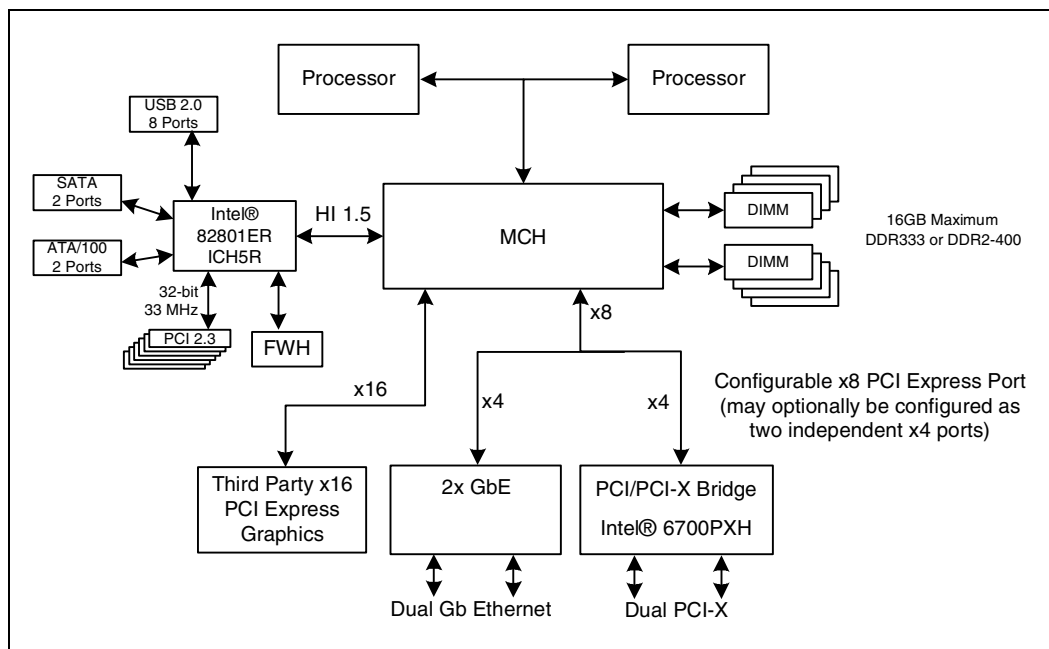 Processor
Processor
USB 2.0
8 Ports
SATA
2 Ports
ATA/100
2 Ports
Intel®
82801ER
ICH5R
HI 1.5
MCH
DIMM
DIMM
16GB Maximum
DDR333 or DDR2-400
32-bit
33 MHz
PCI 2.3
FWH
x8
x16
x4
x4
Configurable x8 PCI Express Port
(may optionally be configured as
two independent x4 ports)
Third Party x16
PCI Express
Graphics
2x GbE
PCI/PCI-X Bridge
Intel® 6700PXH
Dual Gb Ethernet
Dual PCI-X